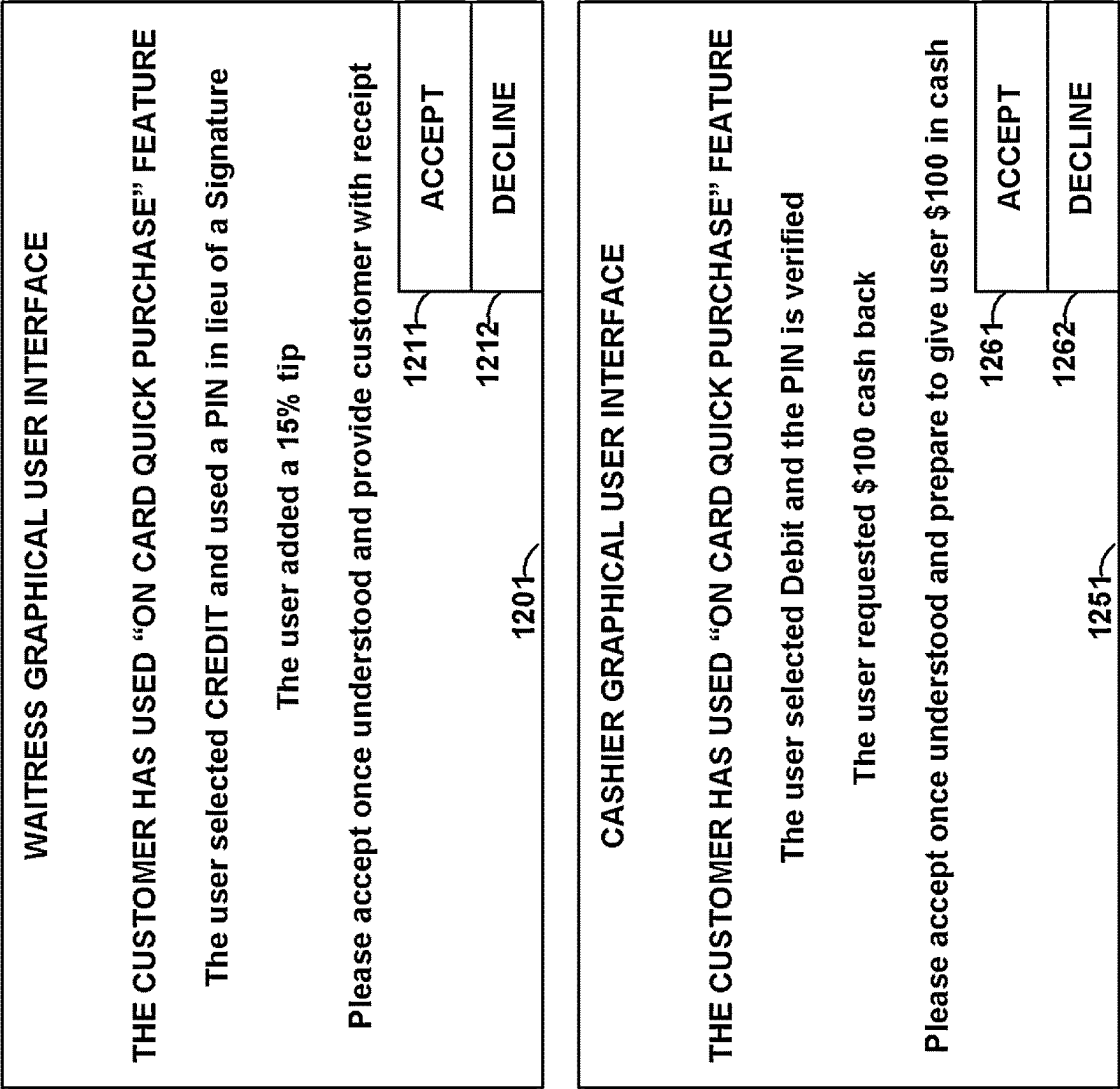 WAITRESS GRAPHICAL USER INTERFACE
THE CUSTOMER HAS USED “ON CARD QUICK PURCHASE” FEATURE
The user selected CREDIT and used a PIN in lieu of a Signature
The user added a 15% tip
Please accept once understood and provide customer with receipt
1211
ACCEPT
1212
DECLINE
1201
CASHIER GRAPHICAL USER INTERFACE
THE CUSTOMER HAS USED “ON CARD QUICK PURCHASE” FEATURE
The user selected Debit and the PIN is verified
The user requested $100 cash back
Please accept once understood and prepare to give user $100 in cash
1261
ACCEPT
1262
DECLINE
1251